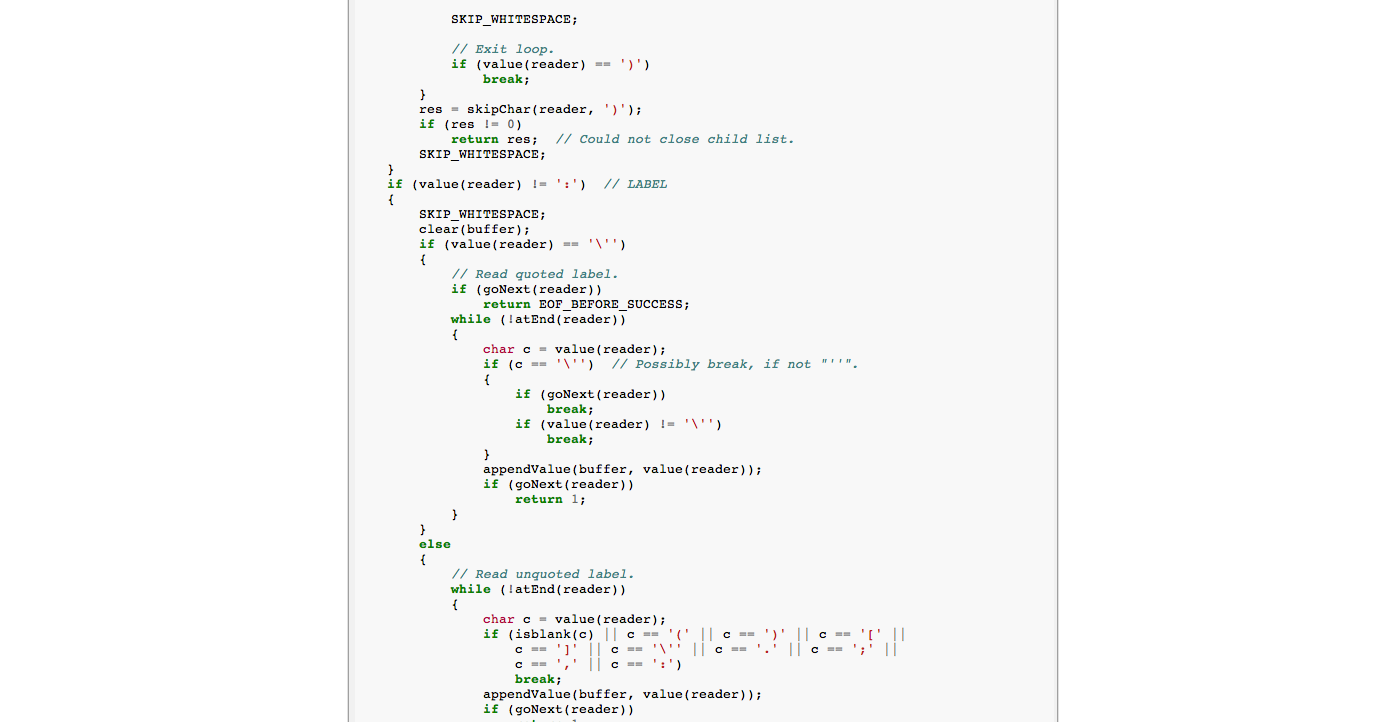 SKIP_WHITESPACE;
// Exit loop.
if (value(reader) == ')')
break;
}
res = skipChar(reader, ')');
if (res != 0)
return res;  // Could not close child list.
SKIP_WHITESPACE;
}
if (value(reader) != ':')  // LABEL
{
SKIP_WHITESPACE;
clear(buffer);
if (value(reader) == '\'')
{
// Read quoted label.
if (goNext(reader))
return EOF_BEFORE_SUCCESS;
while (!atEnd(reader))
{
char c = value(reader);
if (c == '\'')  // Possibly break, if not "''".
{
if (goNext(reader))
break;
if (value(reader) != '\'')
break;
}
appendValue(buffer, value(reader));
if (goNext(reader))
return 1;
}
}
else
{
// Read unquoted label.
while (!atEnd(reader))
{
char c = value(reader);
if (isblank(c) || c == '(' || c == ')' || c == '[' ||
c == ']' || c == '\'' || c == '.' || c == ';' ||
c == ',' || c == ':')
break;
appendValue(buffer, value(reader));
if (goNext(reader))